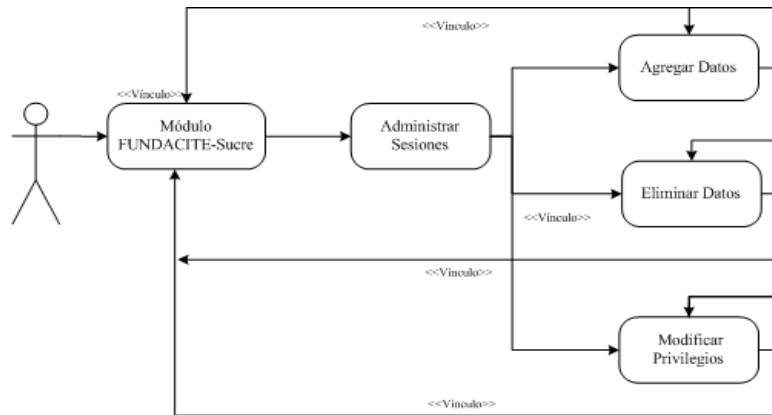 <<Vínculo>>
Agregar Datos
<<Vínculo>>
Módulo
FUNDACITE-Sucre
Administrar
Sesiones
Eliminar Datos
<<Vínculo>>
<<Vínculo>>
Modificar
Privilegios
<<Vínculo>>